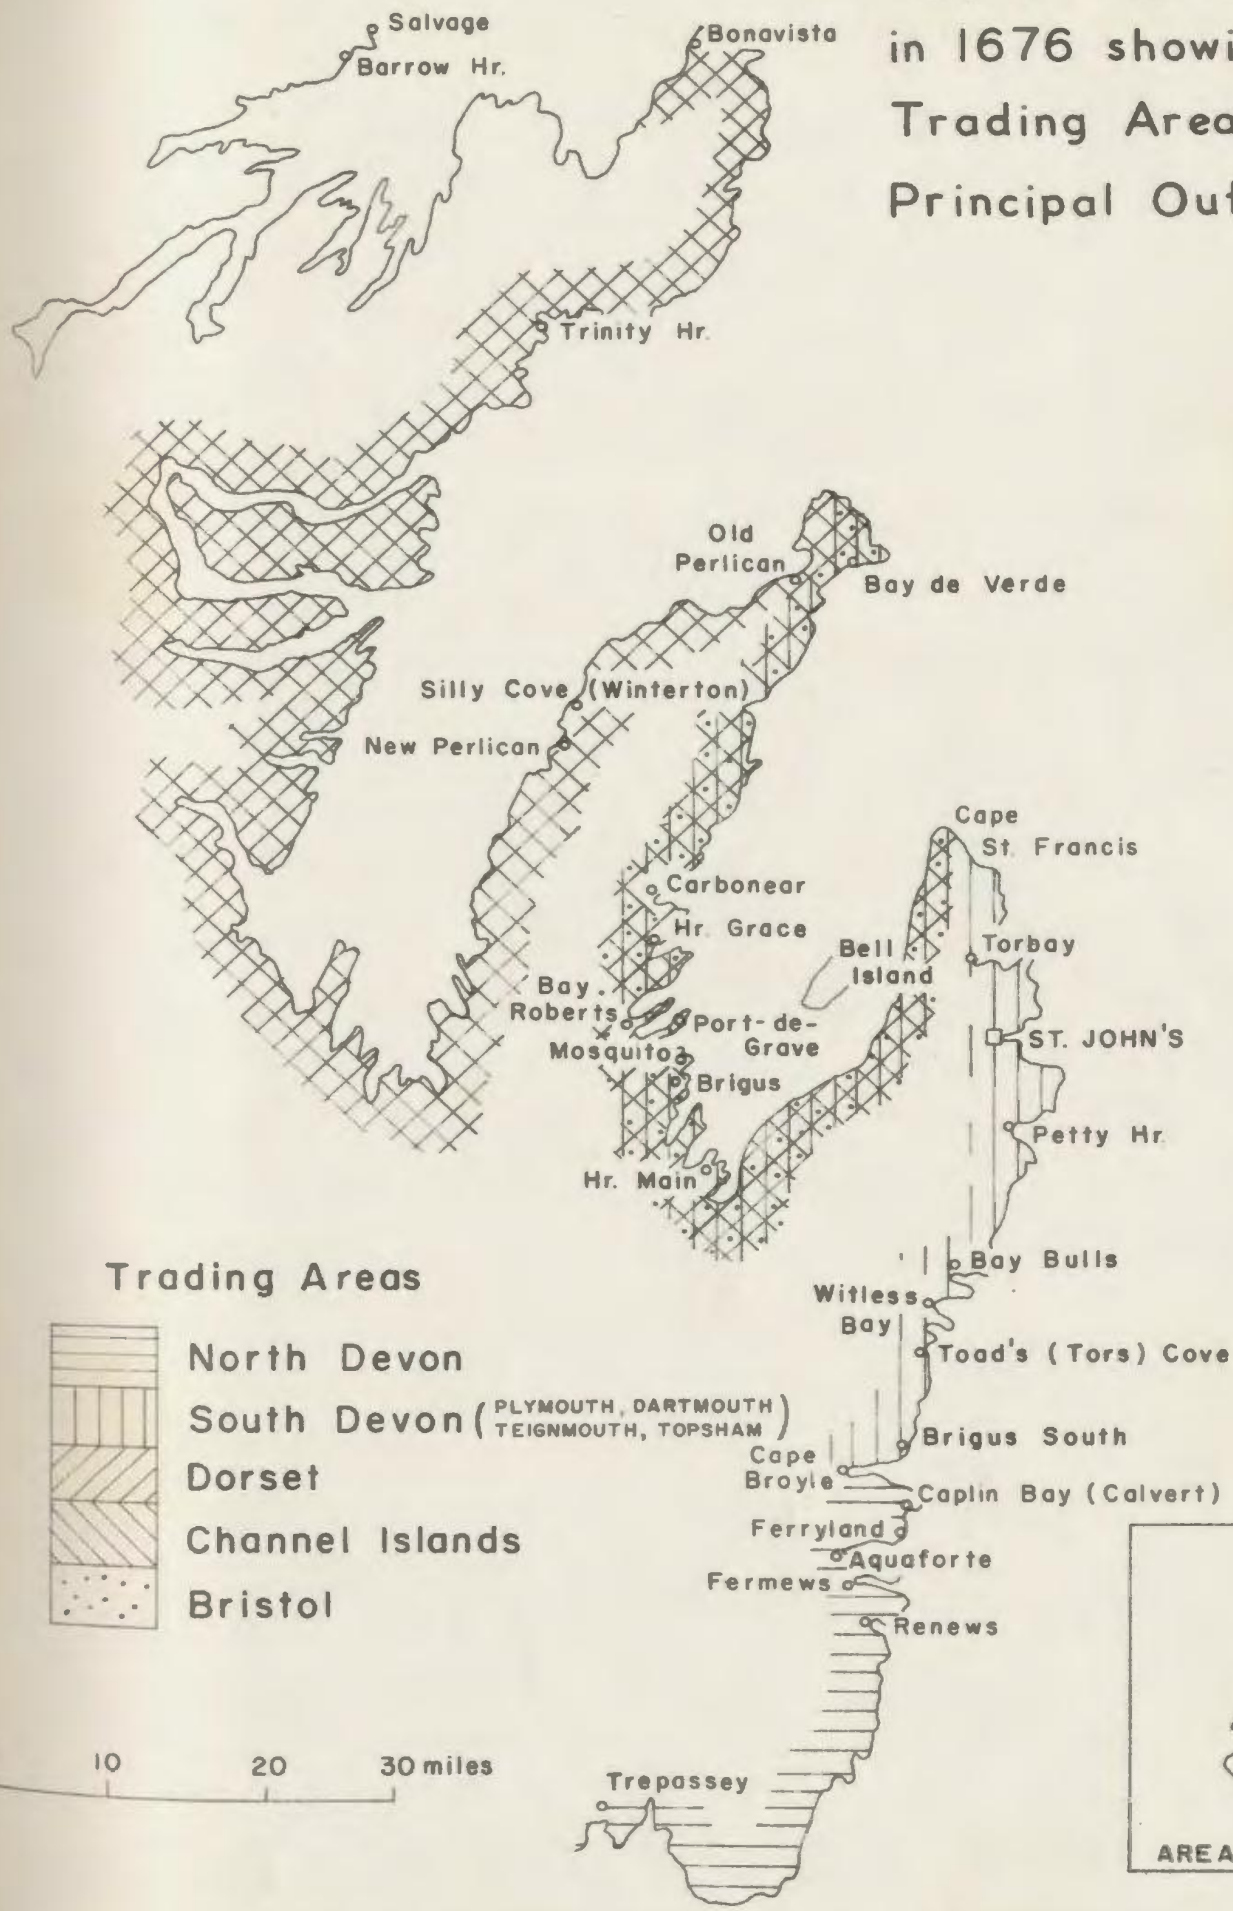 in 1676 showi
Trading Area
Principal Out
Salvage
Barrow Hr.
Bonavista
Trinity Hr.
Old
Perlican
Bay de Verde
Silly Cove (Winterton)
New Perlican
Cape
St. Francis
Carbonear
Hr. Grace
Bell
Island
Torbay
Bay
Roberts
Port-de-
Grave
Mosquito
ST. JOHN'S
Brigus
Petty Hr.
Hr. Main
Bay Bulls
Witless
Bay
Toad's (Tors) Cove
Brigus South
Cape
Broyle
Caplin Bay (Calvert)
Ferryland
Aquaforte
Fermews
Renews
Trepassey
Trading Areas
North Devon
South Devon (PLYMOUTH, DARTMOUTH
TEIGNMOUTH, TOPSHAM)
Dorset
Channel Islands
Bristol
10 20 30 miles
AREA